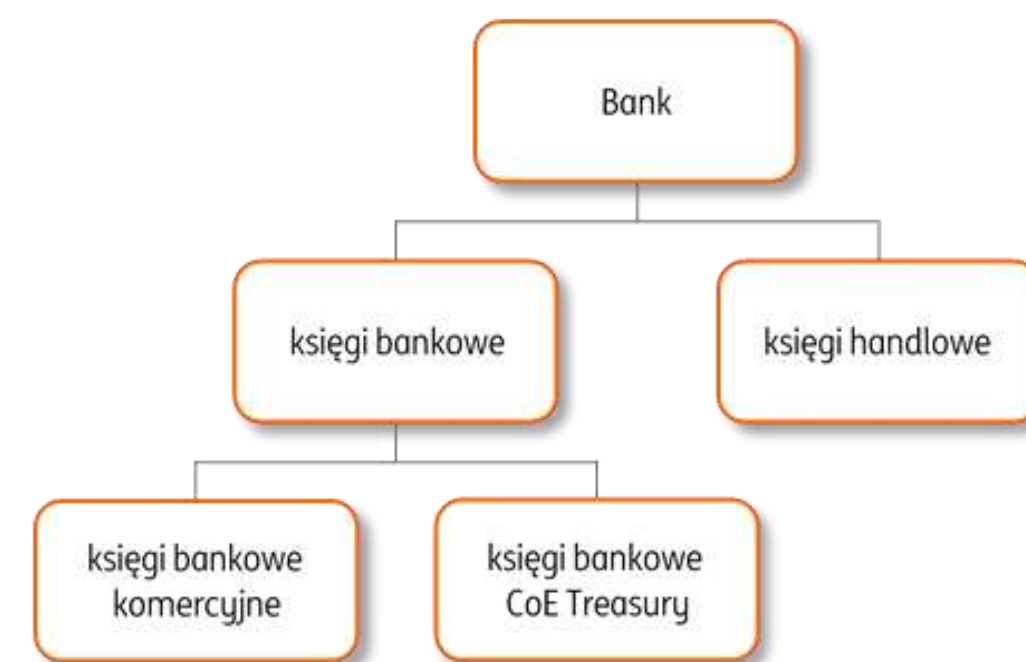 Bank
księgi bankowe
księgi handlowe
księgi bankowe
komercyjne
księgi bankowe
CoE Treasury